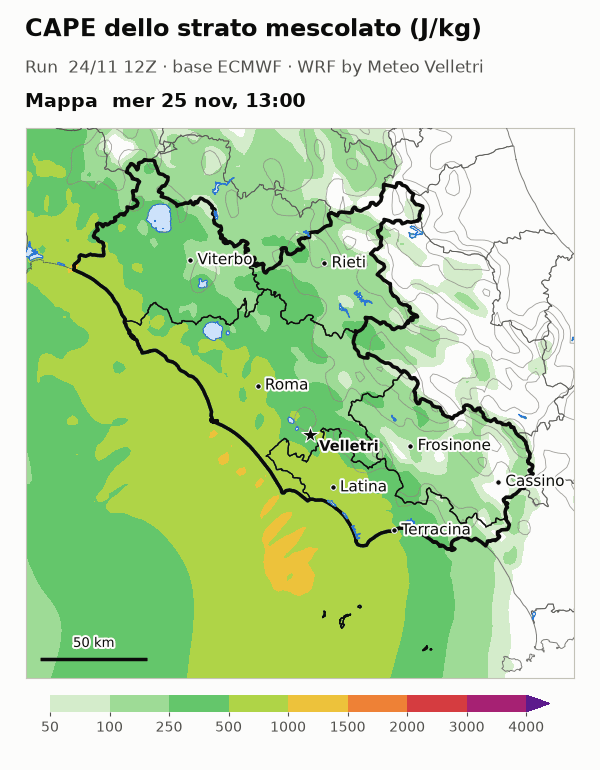 CAPE dello strato mescolato (J/kg)
Run  24/11 12Z · base ECMWF · WRF by Meteo Velletri
Mappa  mer 25 nov, 13:00
Viterbo
Rieti
Roma
Velletri
Frosinone
Latina
Cassino
Terracina
50 km
50 100 250 500 1000 1500 2000 3000 4000